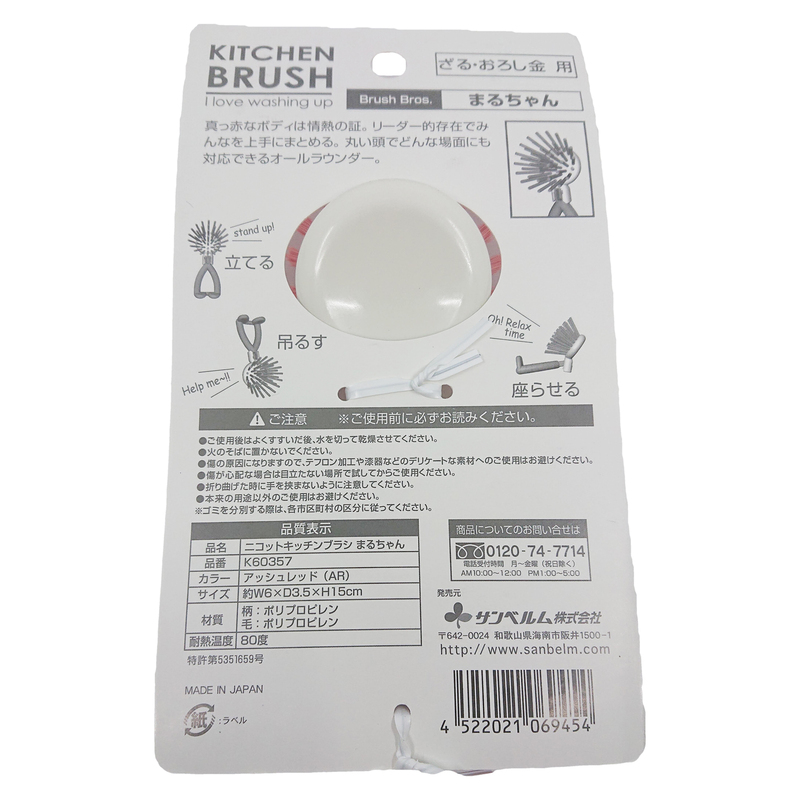 KITCHEN
BRUSH
I love washing up
ざる・おろし金 用
Brush Bros.
まるちゃん
真っ赤なボディは情熱の証。リーダー的存在でみ
んなを上手にまとめる。丸い頭でどんな場面にも
対応できるオールラウンダー。
stand up!
立てる
吊るす
Help me~!!
Oh! Relax
time
座らせる
ご注意 ※ご使用前に必ずお読みください。
●ご使用後はよくすすいだ後、水を切って乾燥させてください。
●火のそばに置かないでください。
●傷の原因になりますので、テフロン加工や漆器などのデリケートな素材へのご使用はお避けください。
●傷が心配な場合は目立たない場所で試してからご使用ください。
●折り曲げた時に手を挟まないように注意してください。
●本来の用途以外のご使用はお避けください。
※ゴミを分別する際は、各市区町村の区分に従ってください。
品質表示
品名 ニコットキッチンブラシ まるちゃん
品番 K60357
カラー アッシュレッド（AR）
サイズ 約W6×D3.5×H15cm
材質 柄：ポリプロピレン
毛：ポリプロピレン
耐熱温度 80度
特許第5351659号
MADE IN JAPAN
紙 :ラベル
商品についてのお問い合せは
0120-74-7714
電話受付時間 月〜金曜（祝日除く）
AM10:00〜12:00 PM1:00〜5:00
発売元
サンベルム株式会社
〒642-0024 和歌山県海南市阪井1500-1
http://www.sanbelm.com
4 522021 069454